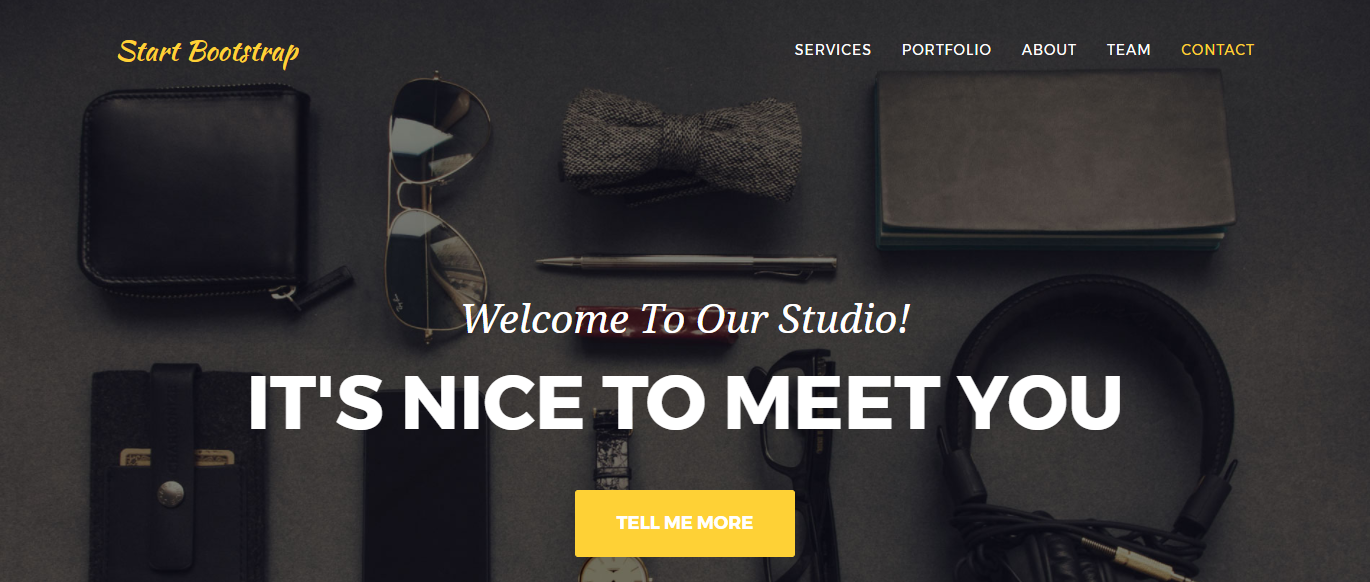 Start Bootstrap
SERVICES PORTFOLIO ABOUT TEAM CONTACT
Welcome To Our Studio!
IT'S NICE TO MEET YOU
TELL ME MORE